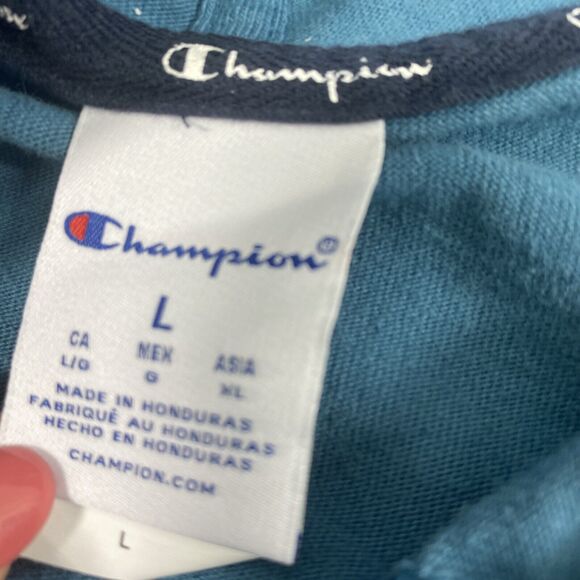 Champion
Champion®
L
CA MEX ASIA
L/G G XL
MADE IN HONDURAS
FABRIQUÉ AU HONDURAS
HECHO EN HONDURAS
CHAMPION.COM
L